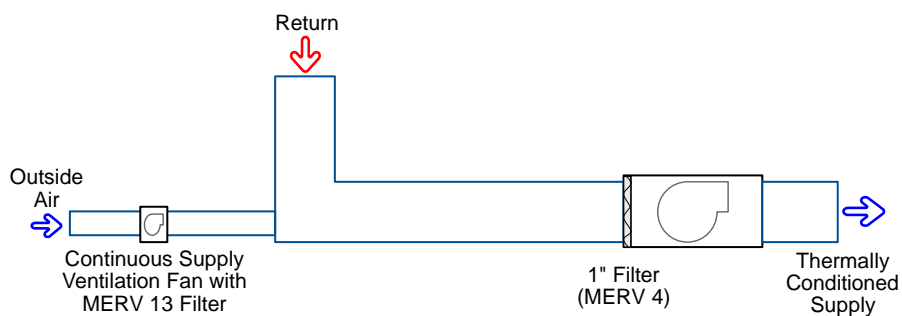 Return
Outside
Air
Continuous Supply
Ventilation Fan with
MERV 13 Filter
1" Filter
(MERV 4)
Thermally
Conditioned
Supply